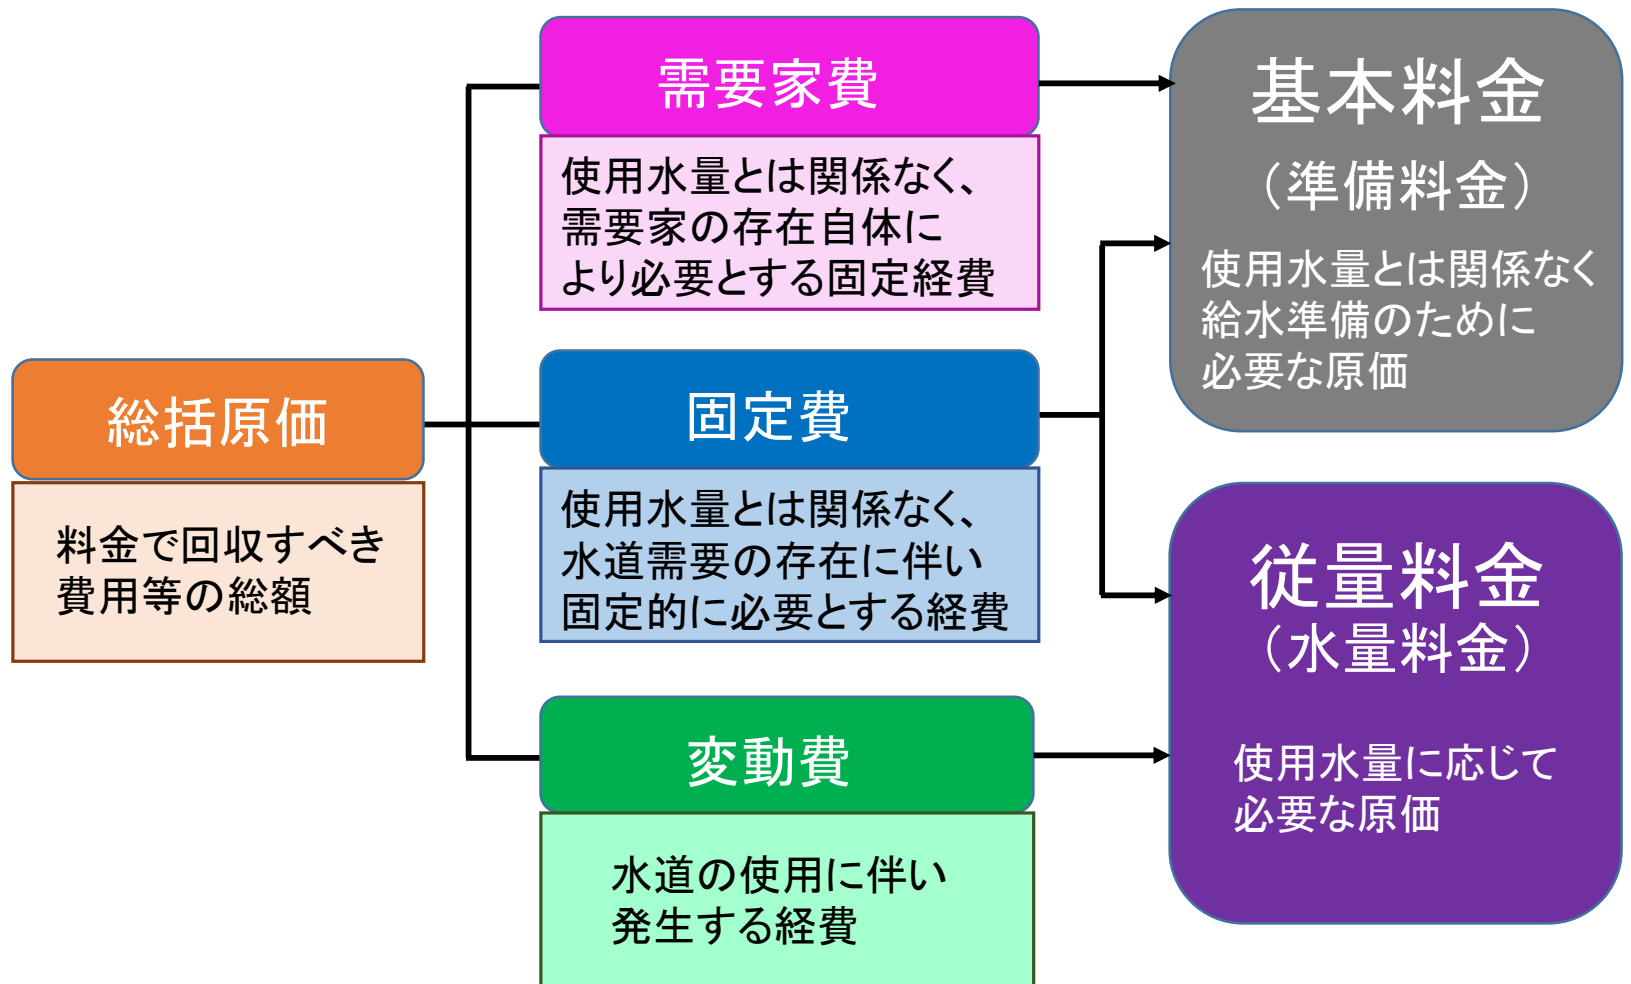 総括原価
料金で回収すべき
費用等の総額
需要家費
使用水量とは関係なく、
需要家の存在自体に
より必要とする固定経費
固定費
使用水量とは関係なく、
水道需要の存在に伴い
固定的に必要とする経費
変動費
水道の使用に伴い
発生する経費
基本料金
（準備料金）
使用水量とは関係なく
給水準備のために
必要な原価
従量料金
（水量料金）
使用水量に応じて
必要な原価